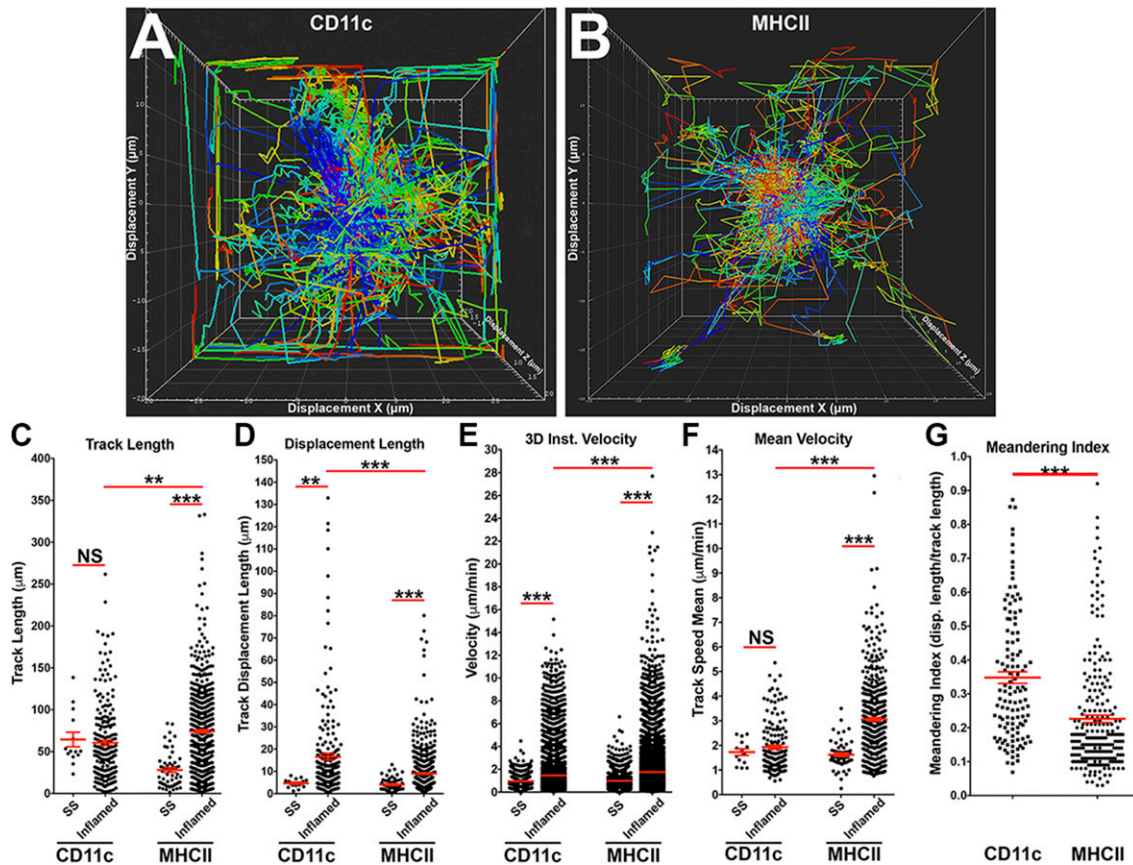 A
CD11c
Displacement Y (µm)
Displacement X (µm)
Displacement Z (µm)
B
MHCII
Displacement Y (µm)
Displacement X (µm)
Displacement Z (µm)
C
Track Length
Track Length (µm)
400
350
300
250
200
150
100
50
0
**
***
NS
SS
Inflamed
SS
Inflamed
CD11c
MHCII
D
Displacement Length
Track Displacement Length (µm)
150
140
130
120
110
100
90
80
70
60
50
40
30
20
10
0
***
**
***
SS
Inflamed
SS
Inflamed
CD11c
MHCII
E
3D Inst. Velocity
Velocity (µm/min)
30
28
26
24
22
20
18
16
14
12
10
8
6
4
2
0
***
***
***
SS
Inflamed
SS
Inflamed
CD11c
MHCII
F
Mean Velocity
Track Speed Mean (µm/min)
14
13
12
11
10
9
8
7
6
5
4
3
2
1
0
***
***
NS
SS
Inflamed
SS
Inflamed
CD11c
MHCII
G
Meandering Index
Meandering Index (disp. length/track length)
1.0
0.9
0.8
0.7
0.6
0.5
0.4
0.3
0.2
0.1
0.0
***
CD11c
MHCII